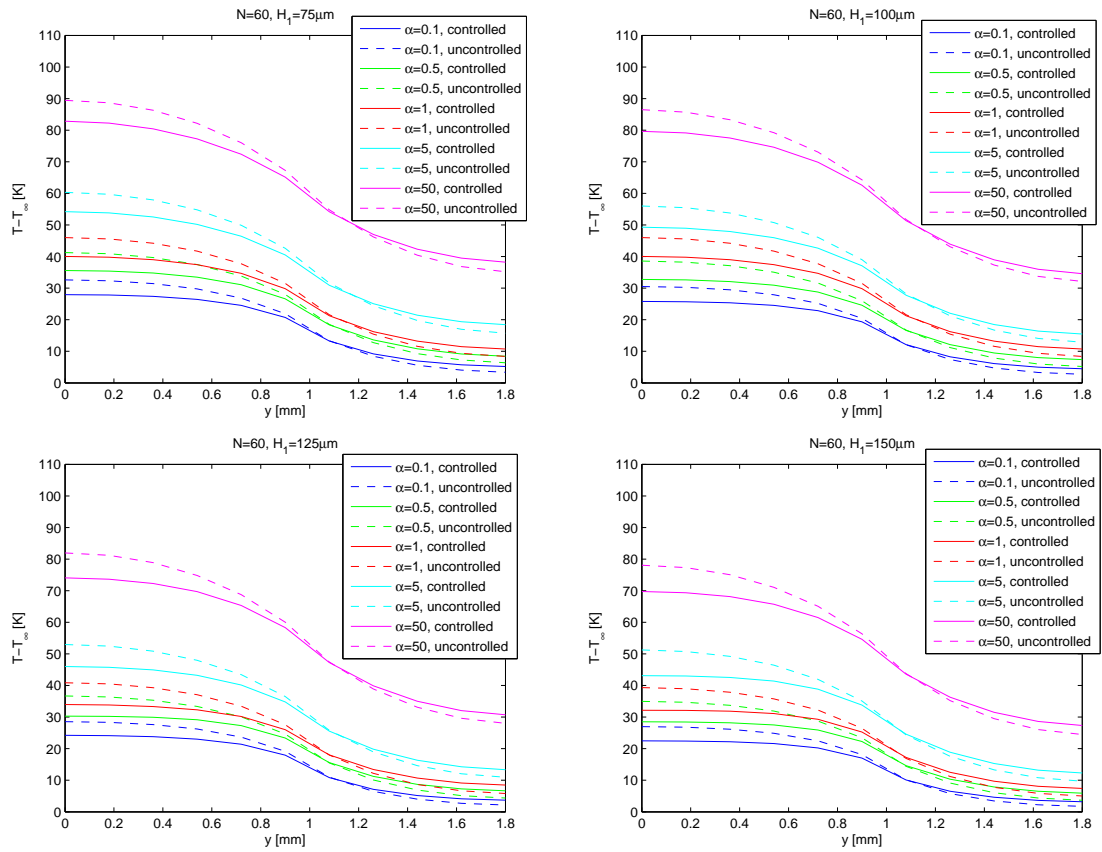 N=60, H₁=75μm
T−T∞ [K]
110
100
90
80
70
60
50
40
30
20
10
0
0 0.2 0.4 0.6 0.8 1 1.2 1.4 1.6 1.8
y [mm]
α=0.1, controlled
α=0.1, uncontrolled
α=0.5, controlled
α=0.5, uncontrolled
α=1, controlled
α=1, uncontrolled
α=5, controlled
α=5, uncontrolled
α=50, controlled
α=50, uncontrolled
N=60, H₁=100μm
T−T∞ [K]
110
100
90
80
70
60
50
40
30
20
10
0
0 0.2 0.4 0.6 0.8 1 1.2 1.4 1.6 1.8
y [mm]
α=0.1, controlled
α=0.1, uncontrolled
α=0.5, controlled
α=0.5, uncontrolled
α=1, controlled
α=1, uncontrolled
α=5, controlled
α=5, uncontrolled
α=50, controlled
α=50, uncontrolled
N=60, H₁=125μm
T−T∞ [K]
110
100
90
80
70
60
50
40
30
20
10
0
0 0.2 0.4 0.6 0.8 1 1.2 1.4 1.6 1.8
y [mm]
α=0.1, controlled
α=0.1, uncontrolled
α=0.5, controlled
α=0.5, uncontrolled
α=1, controlled
α=1, uncontrolled
α=5, controlled
α=5, uncontrolled
α=50, controlled
α=50, uncontrolled
N=60, H₁=150μm
T−T∞ [K]
110
100
90
80
70
60
50
40
30
20
10
0
0 0.2 0.4 0.6 0.8 1 1.2 1.4 1.6 1.8
y [mm]
α=0.1, controlled
α=0.1, uncontrolled
α=0.5, controlled
α=0.5, uncontrolled
α=1, controlled
α=1, uncontrolled
α=5, controlled
α=5, uncontrolled
α=50, controlled
α=50, uncontrolled